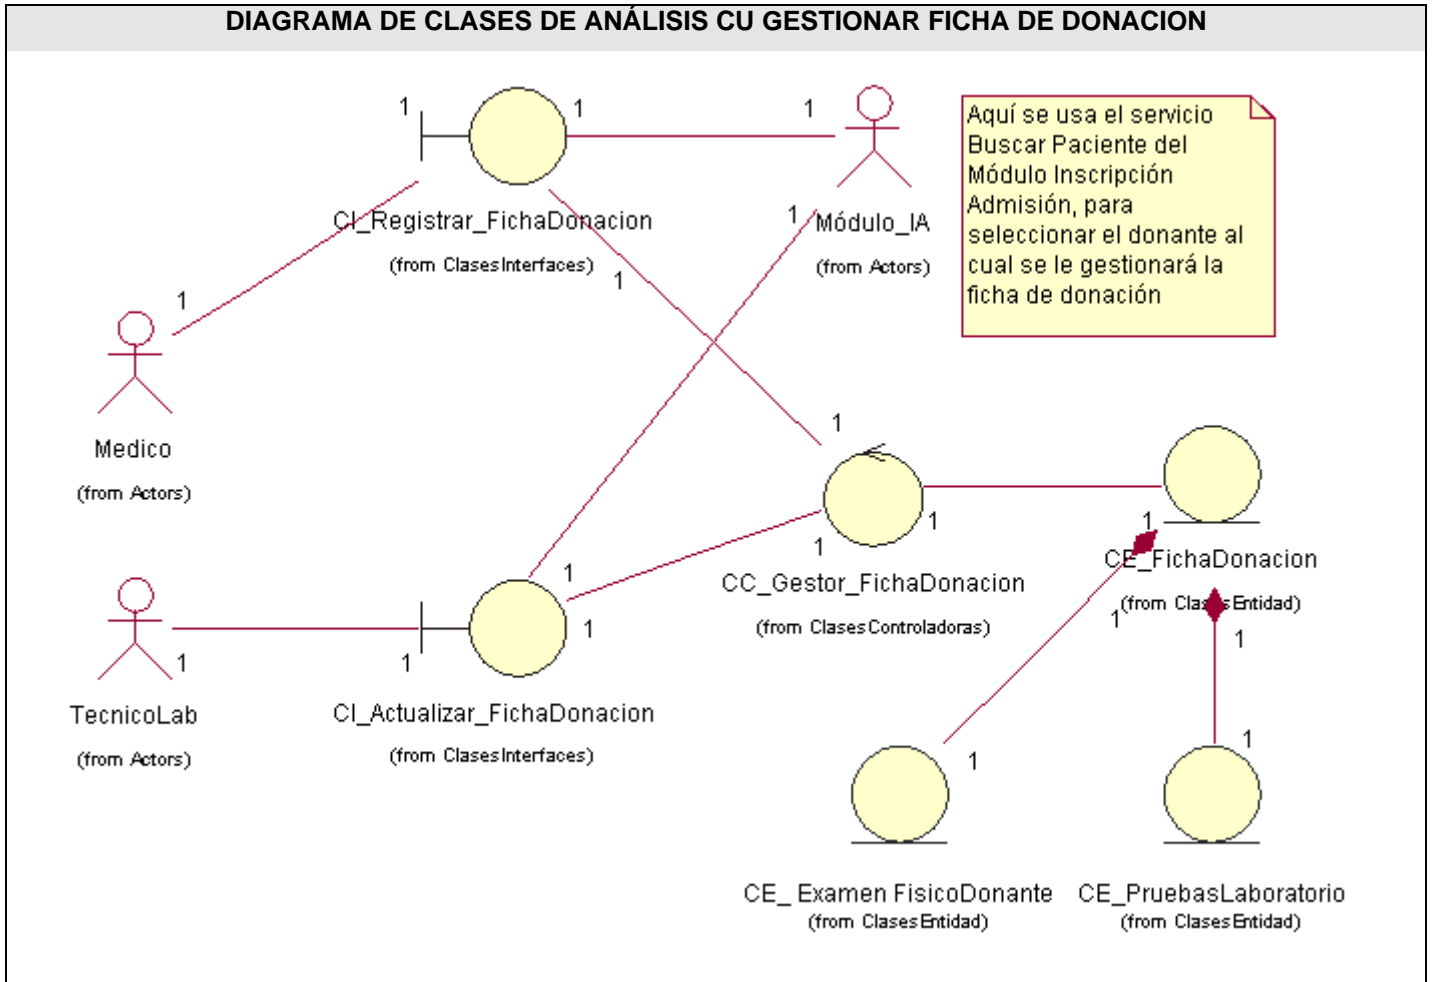 DIAGRAMA DE CLASES DE ANÁLISIS CU GESTIONAR FICHA DE DONACION
1
1
1
CI_Registrar_FichaDonacion
(from ClasesInterfaces)
1
1
Módulo_IA
(from Actors)
Aquí se usa el servicio
Buscar Paciente del
Módulo Inscripción
Admisión, para
seleccionar el donante al
cual se le gestionará la
ficha de donación
1
Medico
(from Actors)
1
1
1
1
CC_Gestor_FichaDonacion
(from ClasesControladoras)
1
CE_FichaDonacion
(from ClasesEntidad)
1
1
1
1
1
1
TecnicoLab
(from Actors)
CI_Actualizar_FichaDonacion
(from ClasesInterfaces)
1
1
CE_ Examen FisicoDonante
(from ClasesEntidad)
CE_PruebasLaboratorio
(from ClasesEntidad)